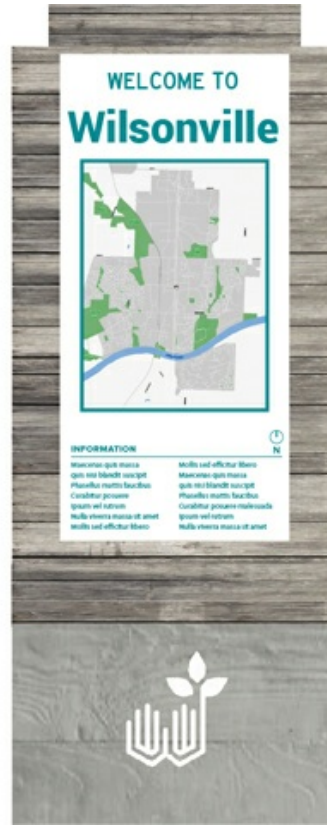 WELCOME TO
Wilsonville
INFORMATION
N
Maecenas quis massa
quis nisi blandit suscipit
Phasellus mattis faucibus
Curabitur posuere
Ipsum vel rutrum
Nulla viverra massa sit amet
Mollis sed efficitur libero
Mollis sed efficitur libero
Maecenas quis massa
quis nisi blandit suscipit
Phasellus mattis faucibus
Curabitur posuere malesuada
Ipsum vel rutrum
Nulla viverra massa sit amet